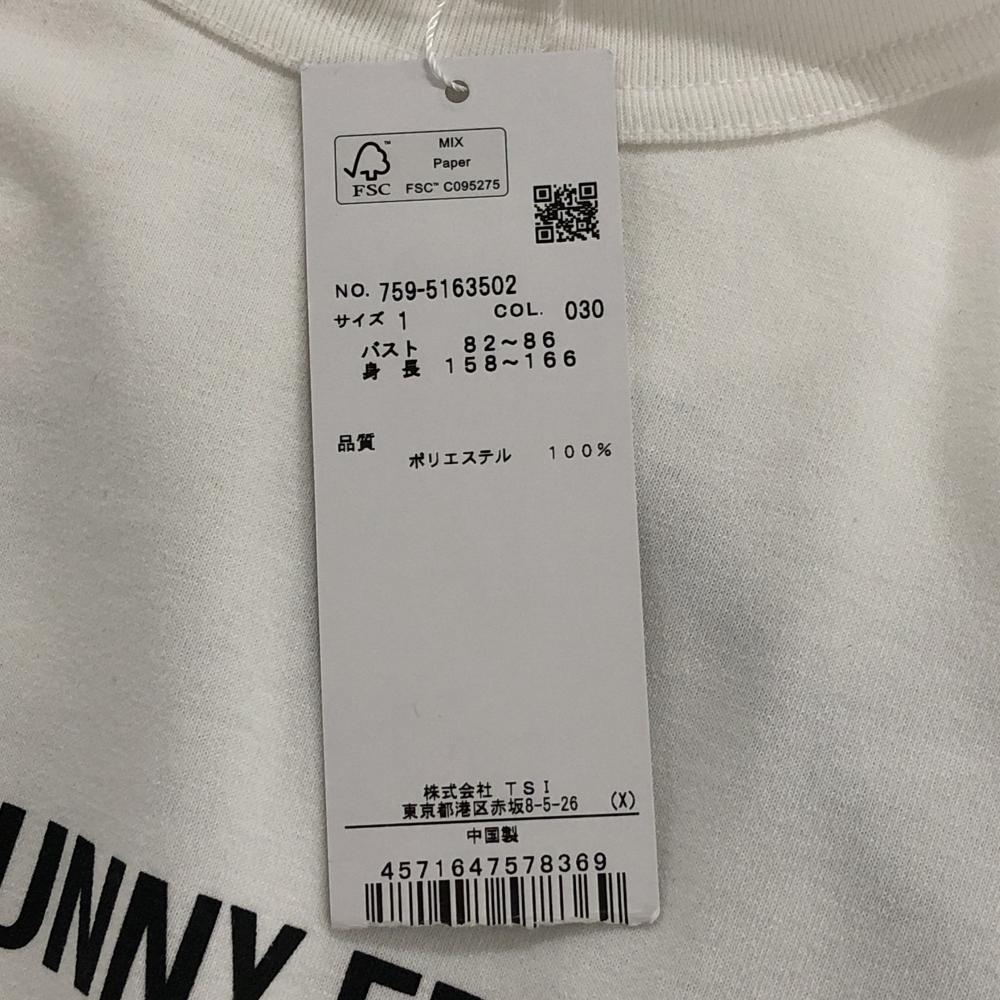 MIX
Paper
FSC™ C095275
FSC
NO. 759-5163502
COL. 030
サイズ 1
バスト 82～86
身長 158～166
品質
ポリエステル 100%
株式会社 TSI
東京都港区赤坂8-5-26 (X)
中国製
4571647578369
UNNY